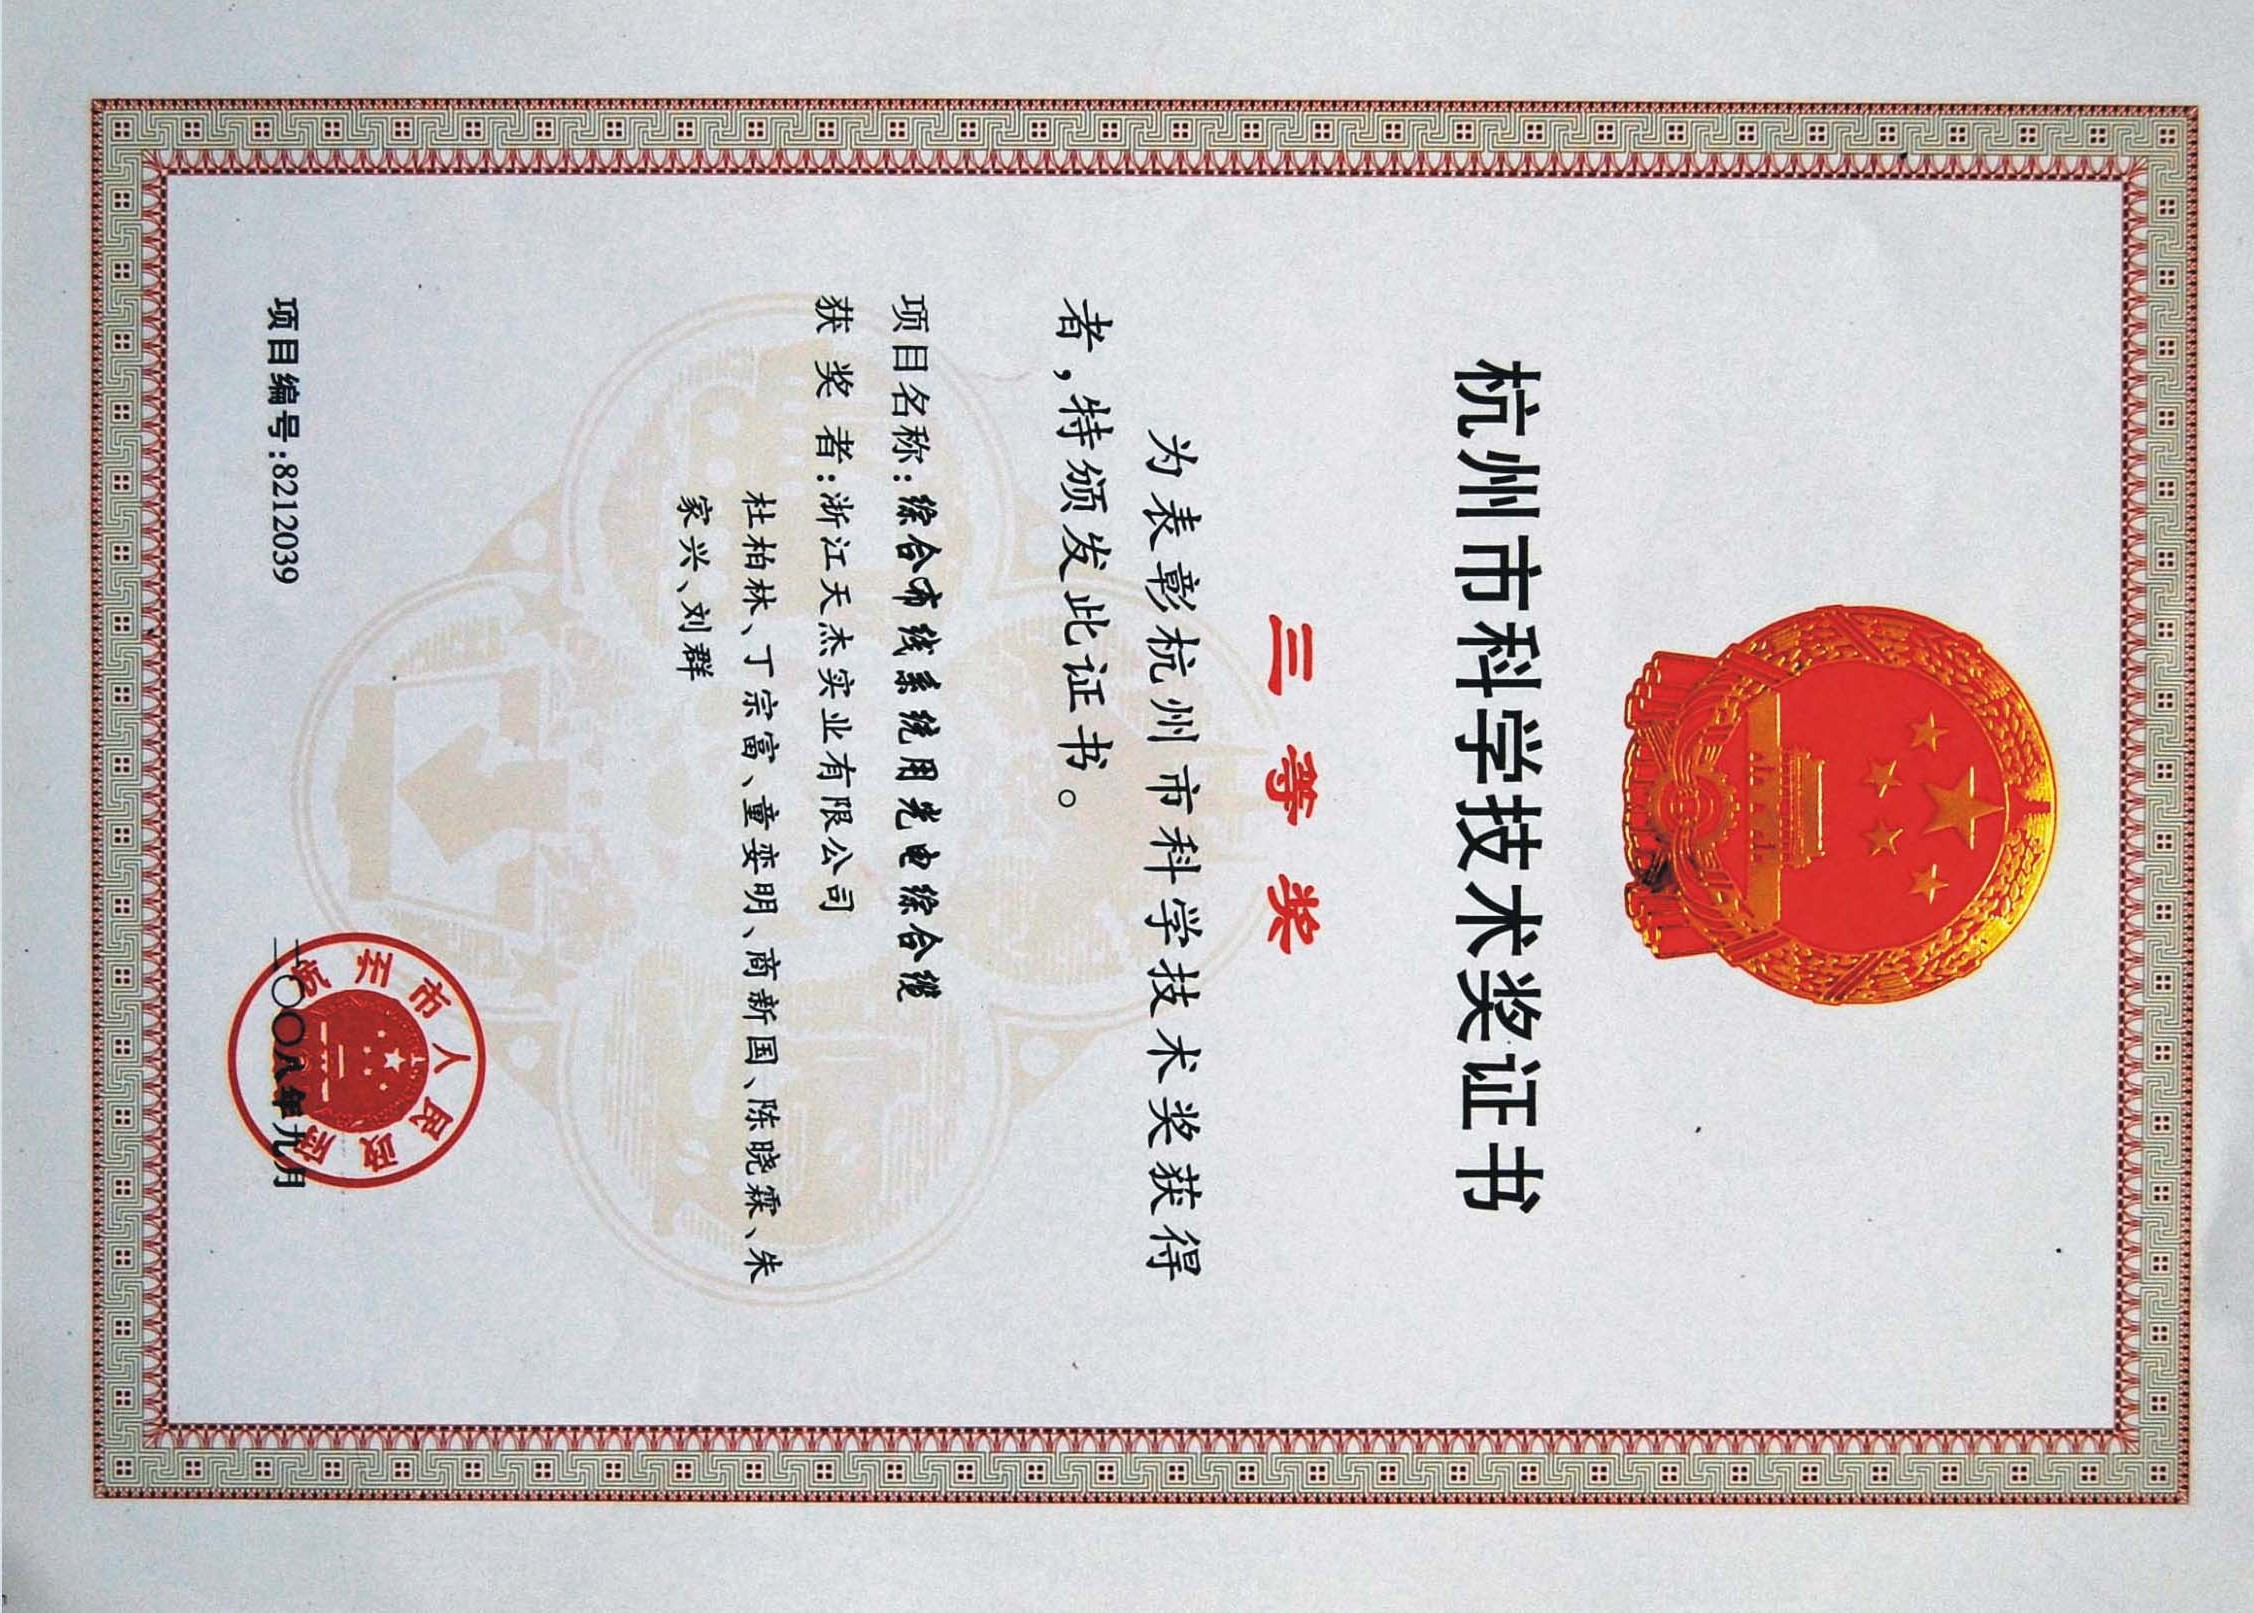 杭州市科学技术奖证书
三等奖
为表彰杭州市科学技术奖获得
者，特颁发此证书。
项目名称：综合布线系统用光电综合缆
获奖者：浙江天杰实业有限公司
杜柏林、丁宗富、童娈明、商新国、陈晓霖、朱
家兴、刘群
项目编号：8212039
杭州市人民政府
二〇〇八年九月